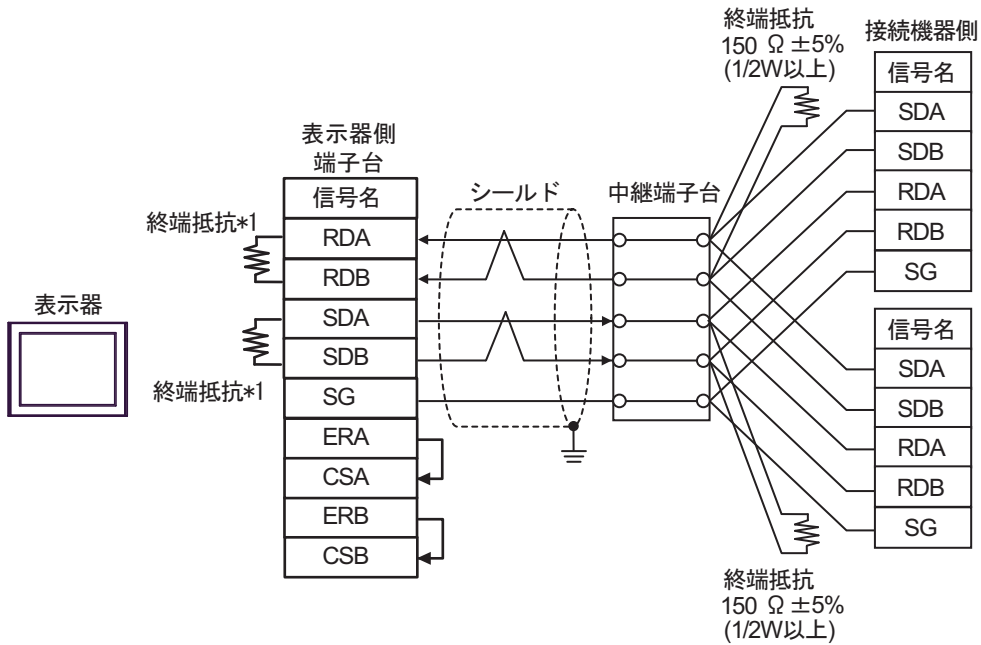 終端抵抗
150 Ω ±5%
(1/2W以上)
接続機器側
信号名
SDA
SDB
RDA
RDB
SG
表示器側
端子台
信号名
RDA
RDB
SDA
SDB
SG
ERA
CSA
ERB
CSB
終端抵抗*1
終端抵抗*1
表示器
シールド
中継端子台
信号名
SDA
SDB
RDA
RDB
SG
終端抵抗
150 Ω ±5%
(1/2W以上)